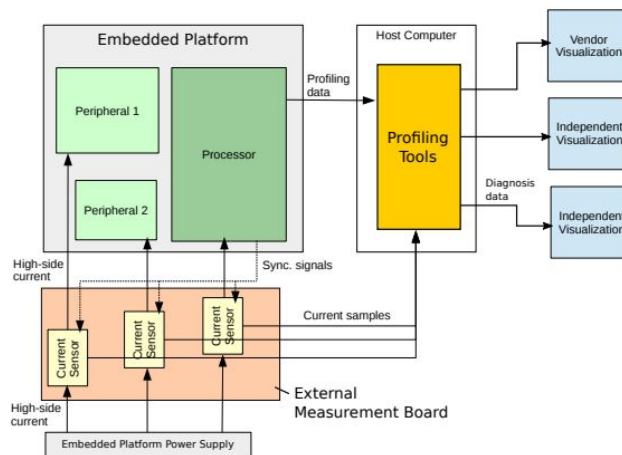 Embedded Platform
Host Computer
Vendor
Visualization
Peripheral 1
Processor
Profiling
data
Profiling
Tools
Independent
Visualization
Peripheral 2
Diagnosis
data
Independent
Visualization
High-side
current
Sync. signals
Current
Sensor
Current
Sensor
Current
Sensor
Current samples
High-side
current
External
Measurement Board
Embedded Platform Power Supply